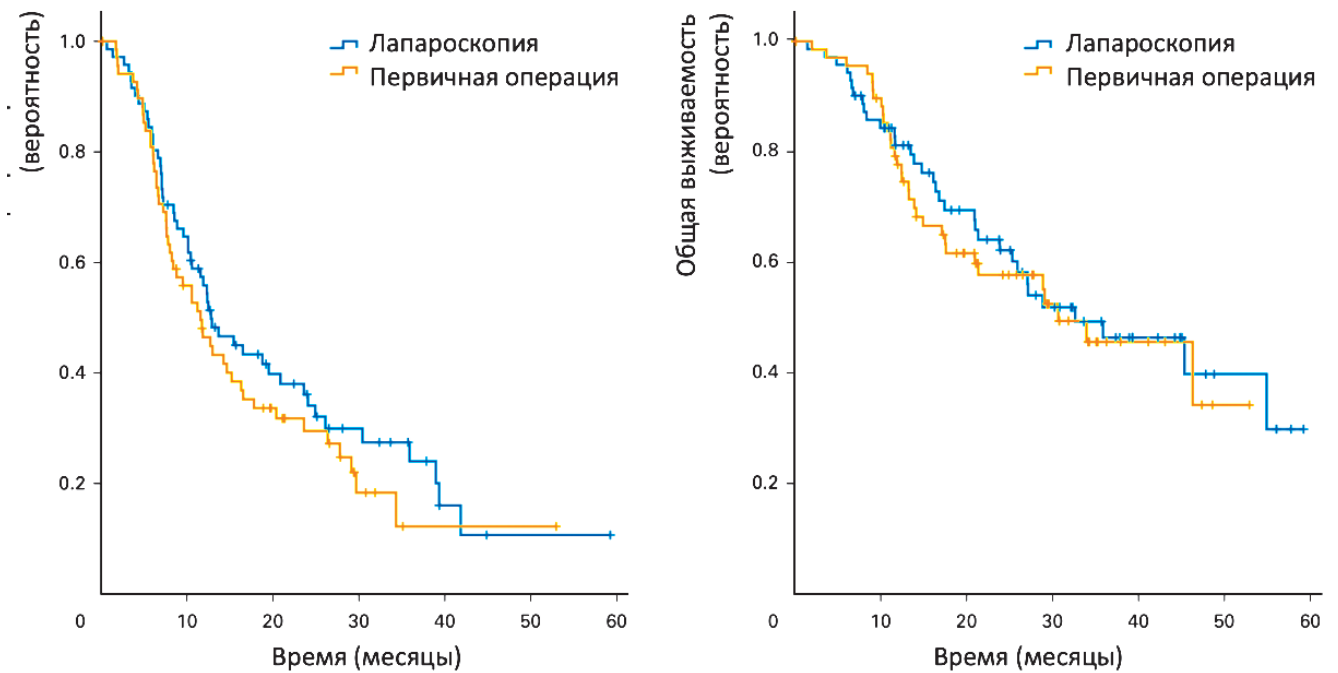 (вероятность)
1.0
0.8
0.6
0.4
0.2
0
10
20
30
40
50
60
Время (месяцы)
Лапароскопия
Первичная операция
Общая выживаемость
(вероятность)
1.0
0.8
0.6
0.4
0.2
0
10
20
30
40
50
60
Время (месяцы)
Лапароскопия
Первичная операция